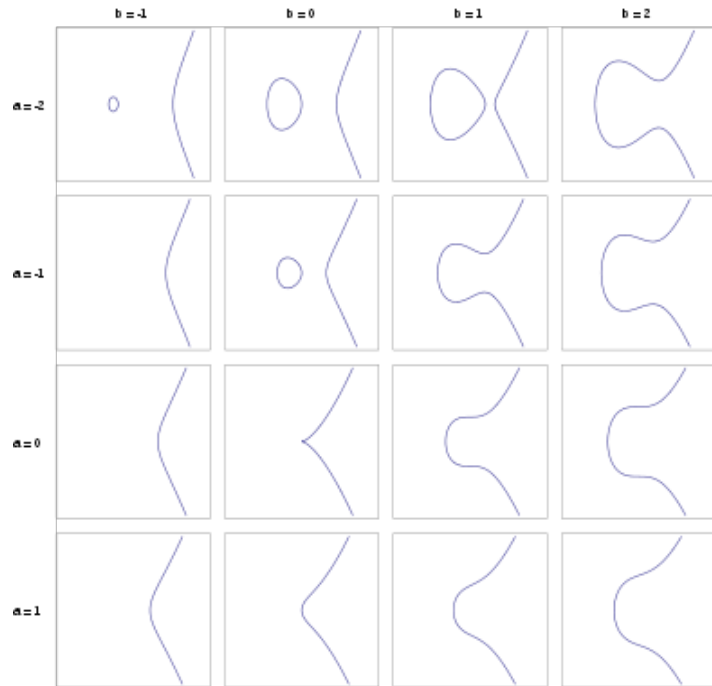 b = -1 b = 0 b = 1 b = 2
a = -2
a = -1
a = 0
a = 1